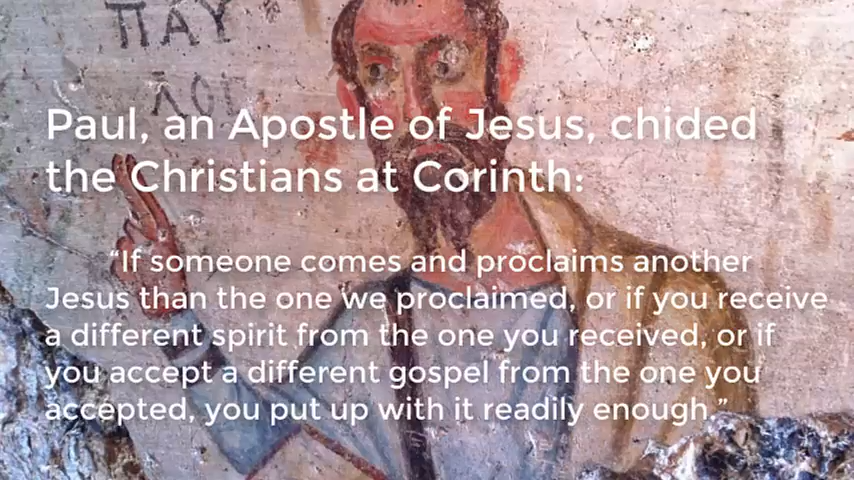 ΠΑΥ
ΛΟC
Paul, an Apostle of Jesus, chided
the Christians at Corinth:
“If someone comes and proclaims another
Jesus than the one we proclaimed, or if you receive
a different spirit from the one you received, or if
you accept a different gospel from the one you
accepted, you put up with it readily enough.”